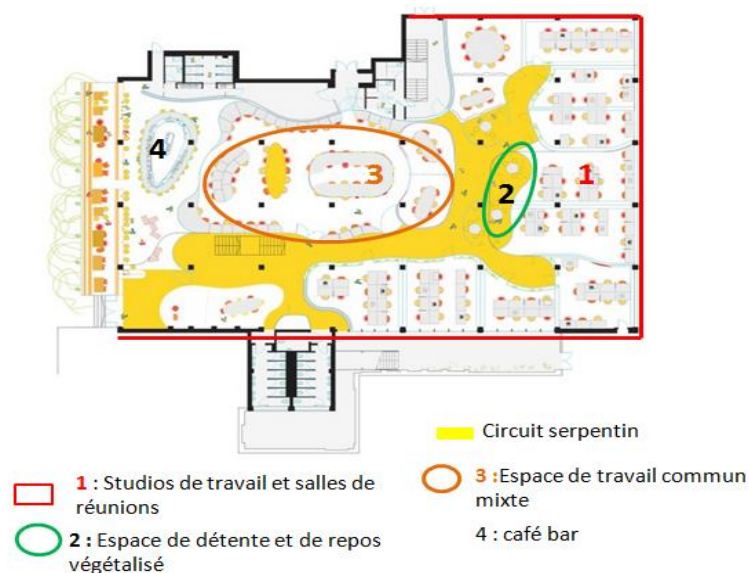 4
3
2
1
Circuit serpentin
1 : Studios de travail et salles de
réunions
2 : Espace de détente et de repos
végétalisé
3 :Espace de travail commun
mixte
4 : café bar